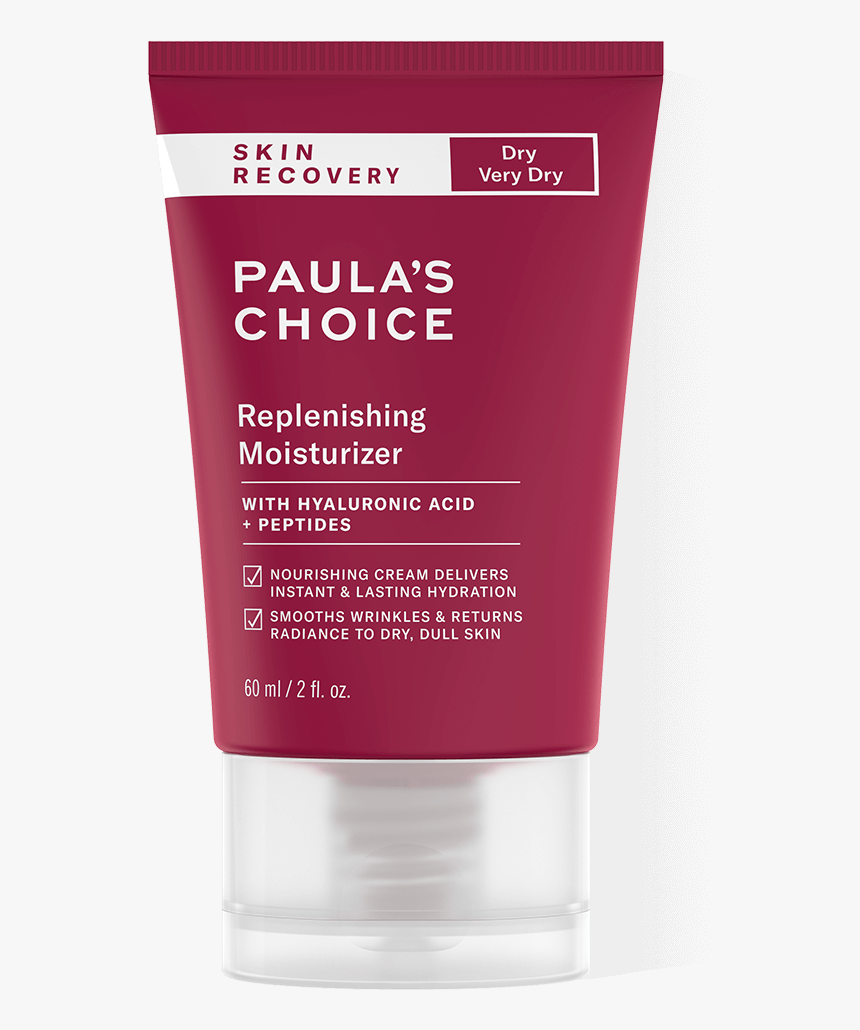 SKIN
RECOVERY
Dry
Very Dry
PAULA'S
CHOICE
Replenishing
Moisturizer
WITH HYALURONIC ACID
+ PEPTIDES
☑ NOURISHING CREAM DELIVERS
INSTANT & LASTING HYDRATION
☑ SMOOTHS WRINKLES & RETURNS
RADIANCE TO DRY, DULL SKIN
60 ml / 2 fl. oz.